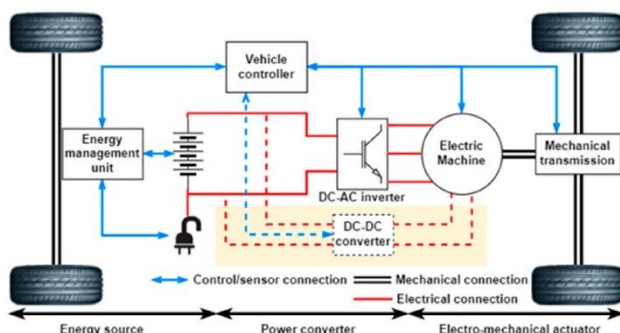 Vehicle
controller
Energy
management
unit
Electric
Machine
Mechanical
transmission
DC-AC inverter
DC-DC
converter
Control/sensor connection
Mechanical connection
Electrical connection
Energy source
Power converter
Electro-mechanical actuator